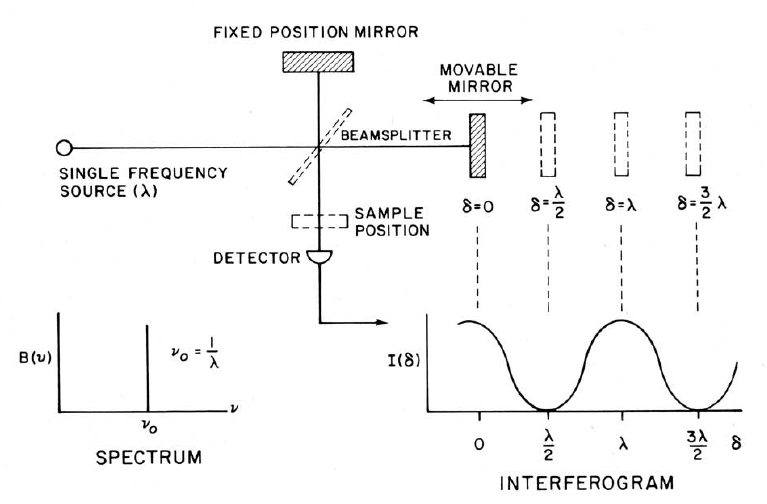 FIXED POSITION MIRROR
MOVABLE
MIRROR
BEAMSPLITTER
SINGLE FREQUENCY
SOURCE (λ)
δ=0
δ=λ/2
δ=λ
δ=3/2 λ
SAMPLE
POSITION
DETECTOR
B(ν)
ν₀ = 1/λ
ν₀
ν
SPECTRUM
I(δ)
0
λ/2
λ
3λ/2
δ
INTERFEROGRAM